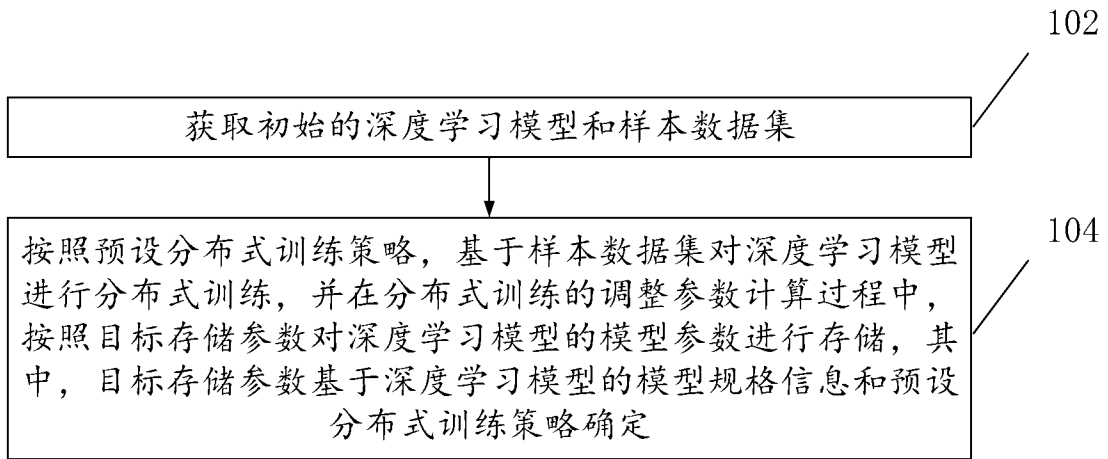 102
获取初始的深度学习模型和样本数据集
104
按照预设分布式训练策略，基于样本数据集对深度学习模型
进行分布式训练，并在分布式训练的调整参数计算过程中，
按照目标存储参数对深度学习模型的模型参数进行存储，其
中，目标存储参数基于深度学习模型的模型规格信息和预设
分布式训练策略确定